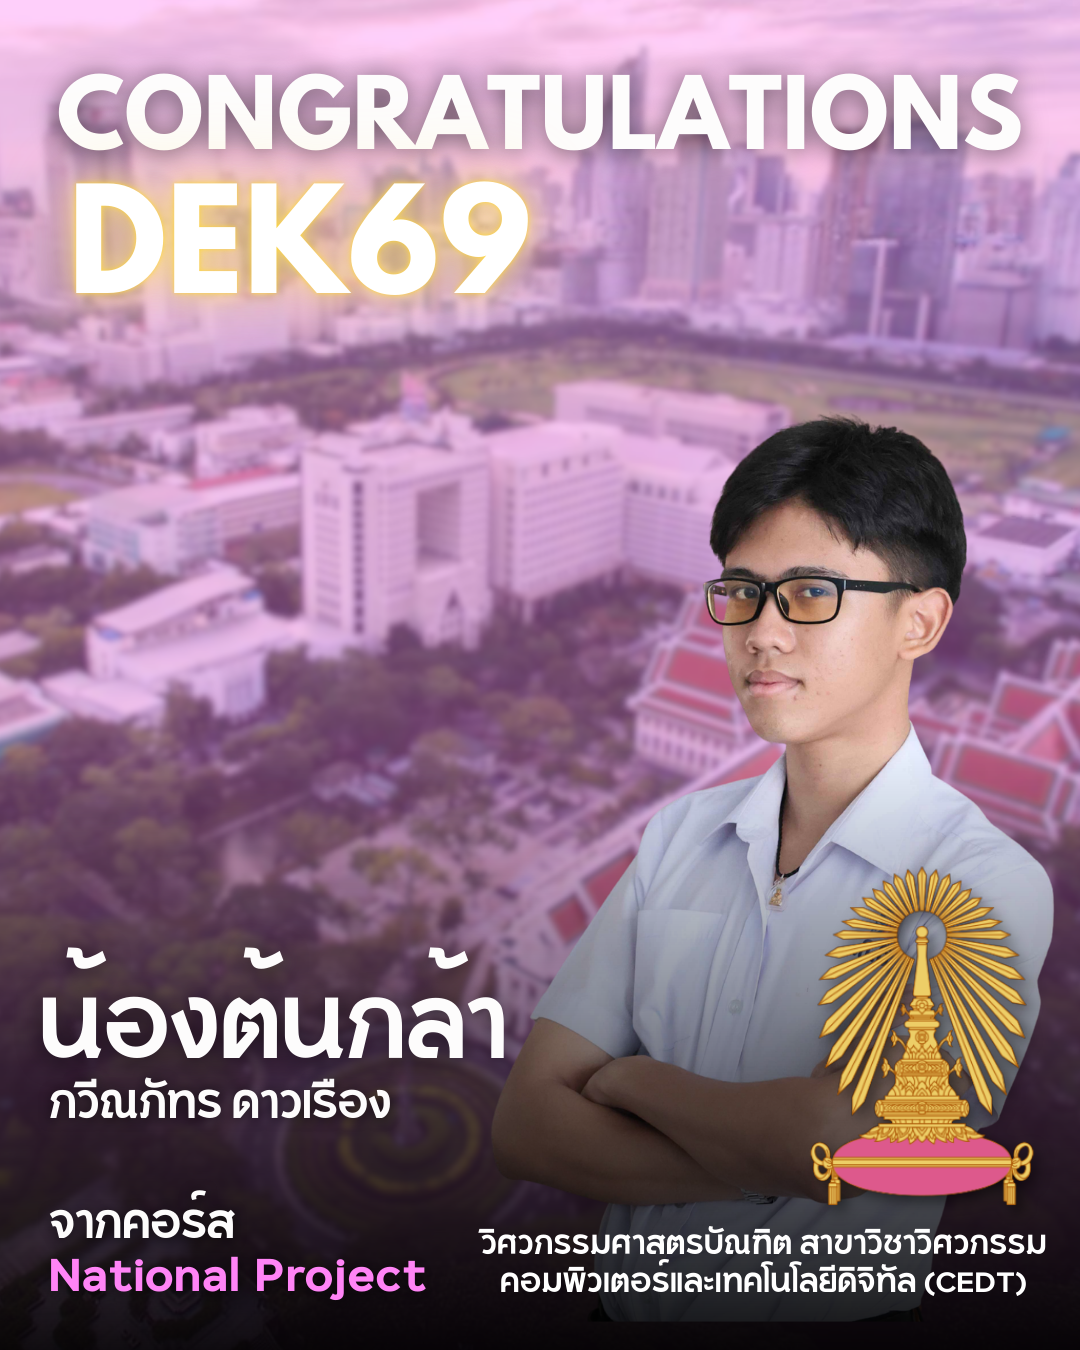 CONGRATULATIONS
DEK69
น้องต้นกล้า
กวีณภัทร ดาวเรือง
จากคอร์ส
National Project
วิศวกรรมศาสตรบัณฑิต สาขาวิชาวิศวกรรม
คอมพิวเตอร์และเทคโนโลยีดิจิทัล (CEDT)